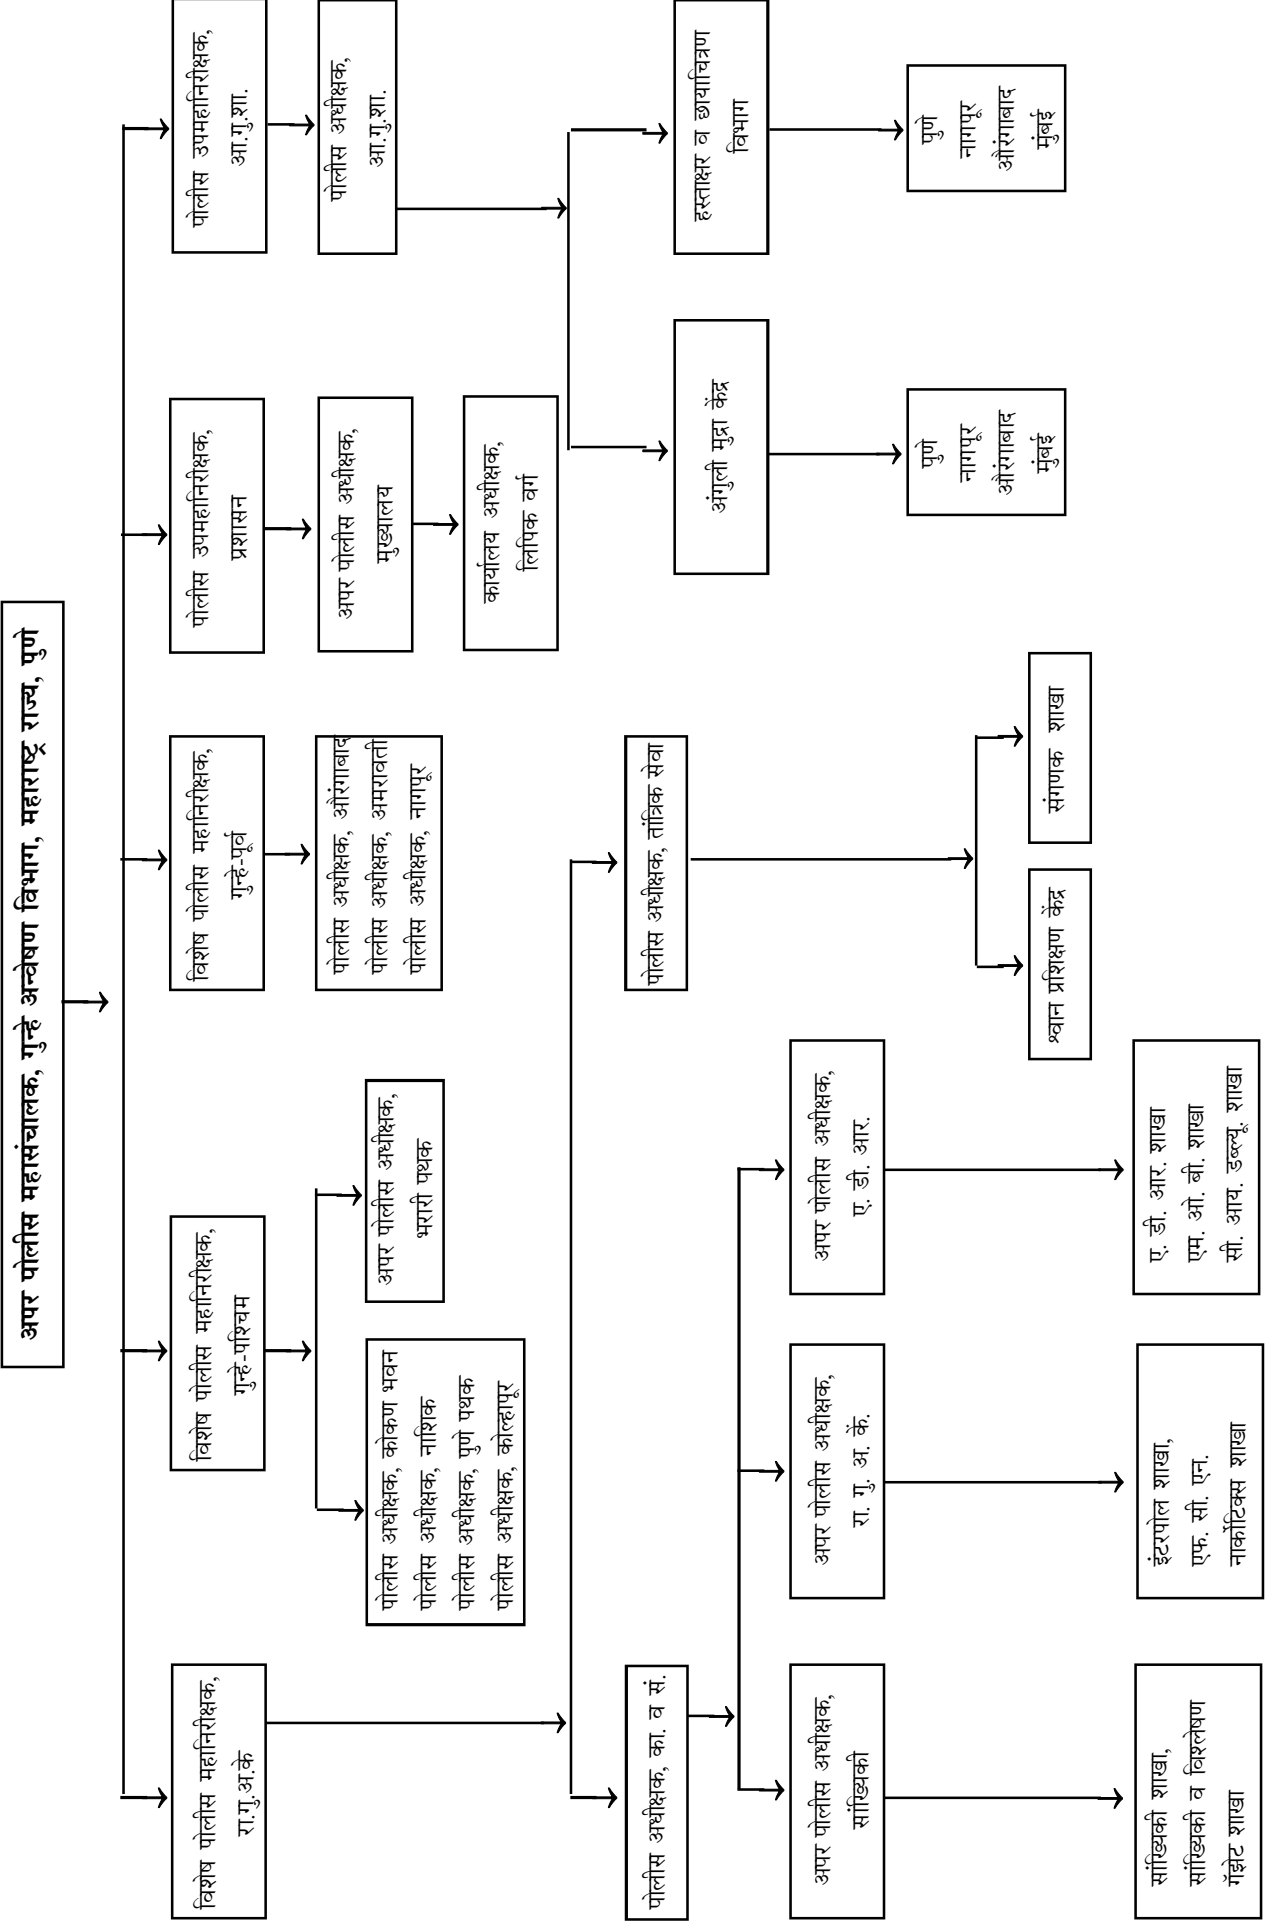 अपर पोलीस महासंचालक, गुन्हे अन्वेषण विभाग, महाराष्ट्र राज्य, पुणे
विशेष पोलीस महानिरीक्षक,
रा.गु.अ.के
विशेष पोलीस महानिरीक्षक,
गुन्हे-पश्चिम
विशेष पोलीस महानिरीक्षक,
गुन्हे-पूर्व
पोलीस उपमहानिरीक्षक,
प्रशासन
पोलीस उपमहानिरीक्षक,
आ.गु.शा.
पोलीस अधीक्षक, कोकण भवन
पोलीस अधीक्षक, नाशिक
पोलीस अधीक्षक, पुणे पथक
पोलीस अधीक्षक, कोल्हापूर
अपर पोलीस अधीक्षक,
भरारी पथक
पोलीस अधीक्षक, औरंगाबाद
पोलीस अधीक्षक, अमरावती
पोलीस अधीक्षक, नागपूर
अपर पोलीस अधीक्षक,
मुख्यालय
पोलीस अधीक्षक,
आ.गु.शा.
कार्यालय अधीक्षक,
लिपिक वर्ग
पोलीस अधीक्षक, का. व सं.
पोलीस अधीक्षक, तांत्रिक सेवा
अंगुली मुद्रा केंद्र
हस्ताक्षर व छायाचित्रण
विभाग
अपर पोलीस अधीक्षक,
सांख्यिकी
अपर पोलीस अधीक्षक,
रा. गु. अ. कें.
अपर पोलीस अधीक्षक,
ए. डी. आर.
पुणे
नागपूर
औरंगाबाद
मुंबई
पुणे
नागपूर
औरंगाबाद
मुंबई
श्वान प्रशिक्षण केंद्र
संगणक शाखा
सांख्यिकी शाखा,
सांख्यिकी व विश्लेषण
गॅझेट शाखा
इंटरपोल शाखा,
एफ. सी. एन.
नार्कोटिक्स शाखा
ए. डी. आर. शाखा
एम. ओ. बी. शाखा
सी. आय. डब्ल्यू. शाखा